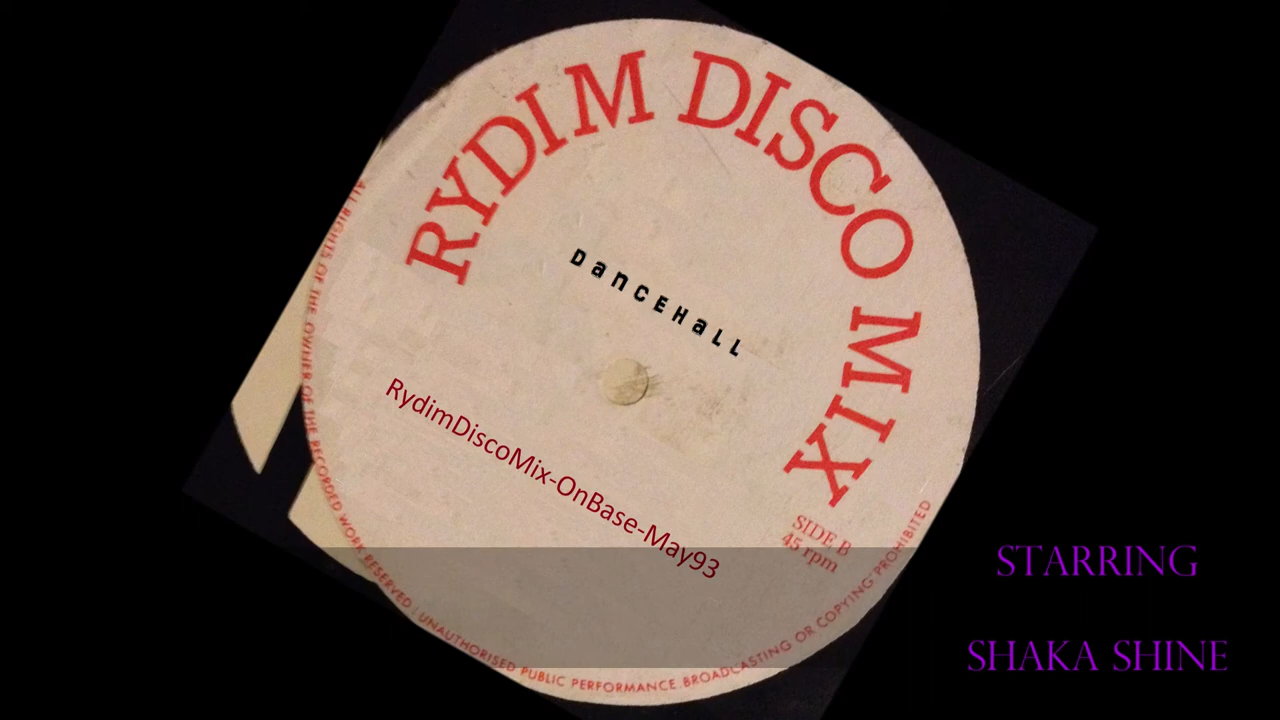 RYDIM DISCO MIX
DanCEHaLL
RydimDiscoMix-OnBase-May93
SIDE B
45 rpm
ALL RIGHTS OF THE OWNER OF THE RECORDED WORK RESERVED | UNAUTHORISED PUBLIC PERFORMANCE. BROADCASTING OR COPYING PROHIBITED
STARRING
SHAKA SHINE